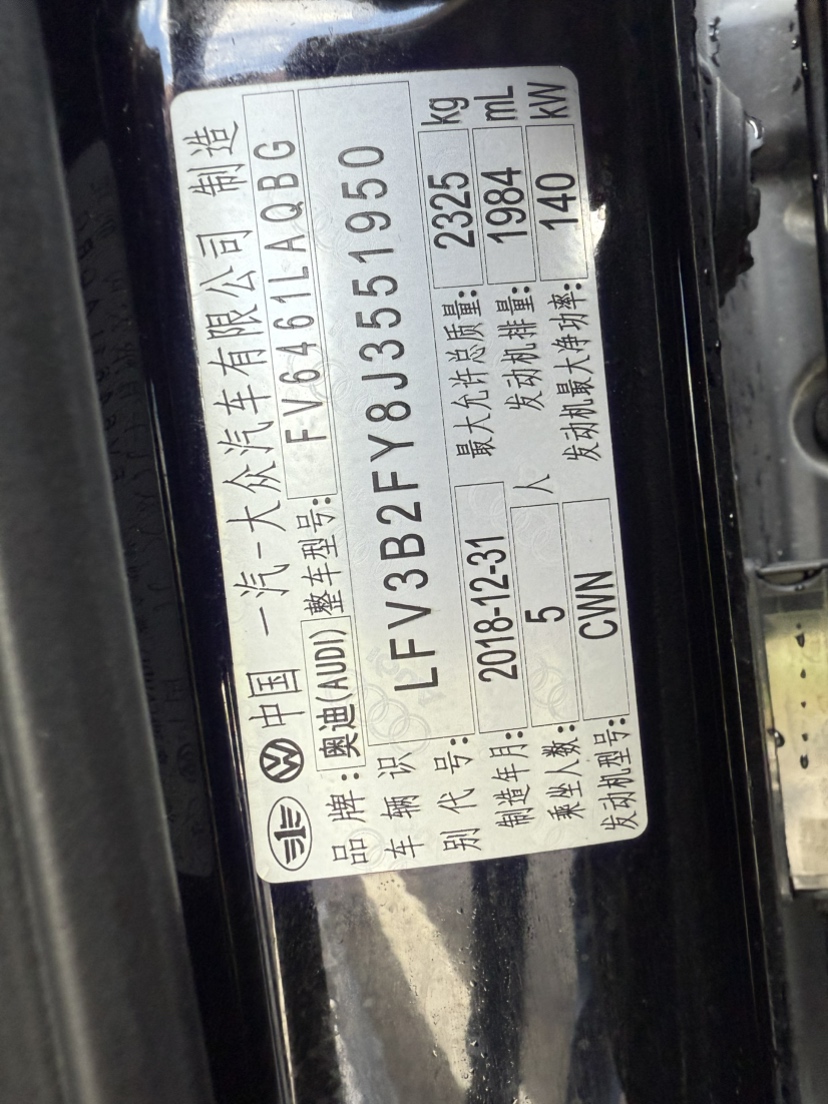 中国 一汽-大众汽车有限公司 制造
品牌:奥迪(AUDI) 整车型号:FV6461LAQBG
车辆识别代号:LFV3B2FY8J3551950
制造年月:2018-12-31 最大允许总质量:2325 kg
乘坐人数:5 人 发动机排量:1984 mL
发动机型号:CWN 发动机最大净功率:140 kW